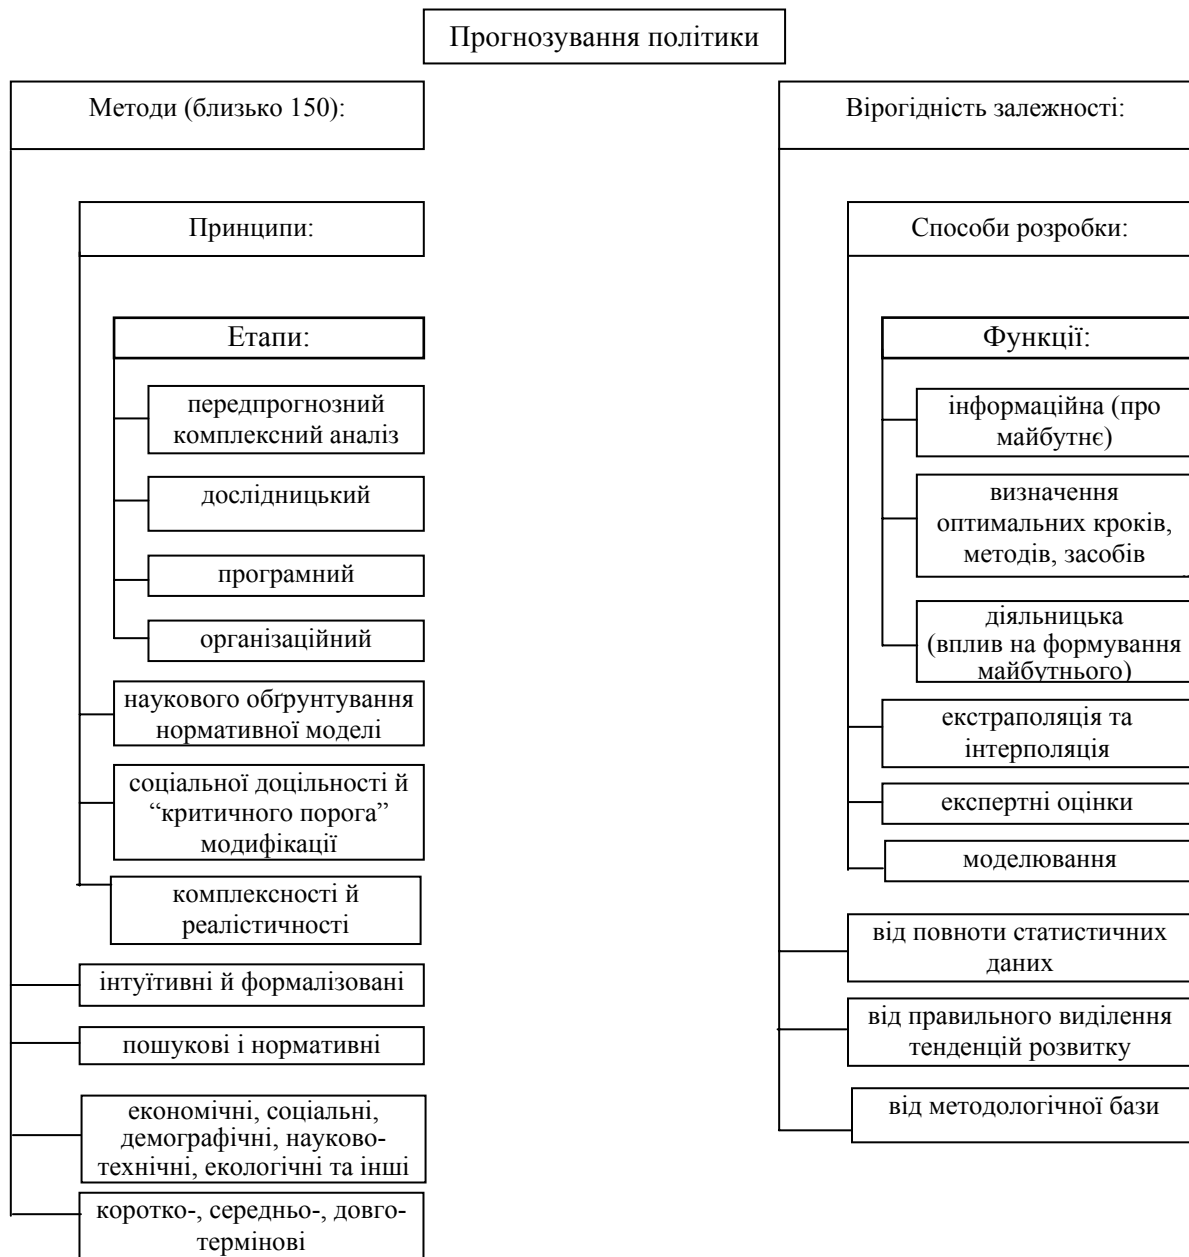 Прогнозування політики
Методи (близько 150):
Принципи:
Етапи:
передпрогнозний
комплексний аналіз
дослідницький
програмний
організаційний
наукового обґрунтування
нормативної моделі
соціальної доцільності й
“критичного порога”
модифікації
комплексності й
реалістичності
інтуїтивні й формалізовані
пошукові і нормативні
економічні, соціальні,
демографічні, науково-
технічні, екологічні та інші
коротко-, середньо-, довго-
термінові
Вірогідність залежності:
Способи розробки:
Функції:
інформаційна (про
майбутнє)
визначення
оптимальних кроків,
методів, засобів
діяльницька
(вплив на формування
майбутнього)
екстраполяція та
інтерполяція
експертні оцінки
моделювання
від повноти статистичних
даних
від правильного виділення
тенденцій розвитку
від методологічної бази